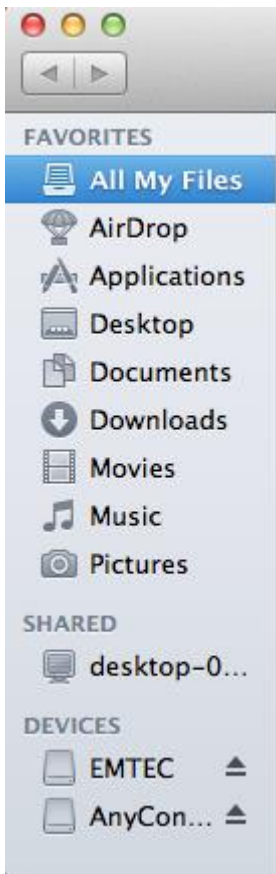 FAVORITES
All My Files
AirDrop
Applications
Desktop
Documents
Downloads
Movies
Music
Pictures
SHARED
desktop-0...
DEVICES
EMTEC
AnyCon...